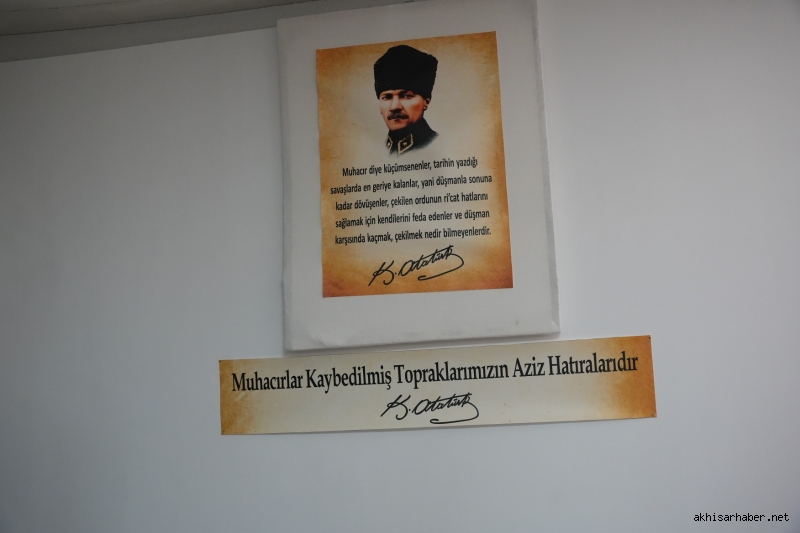 Muhacır diye küçümsenenler, tarihin yazdığı
savaşlarda en geriye kalanlar, yani düşmanla sonuna
kadar dövüşenler, çekilen ordunun ri'cat hatlarını
sağlamak için kendilerini feda edenler ve düşman
karşısında kaçmak, çekilmek nedir bilmeyenlerdir.
K. Atatürk
Muhacırlar Kaybedilmiş Topraklarımızın Aziz Hatıralarıdır
K. Atatürk
akhisarhaber.net